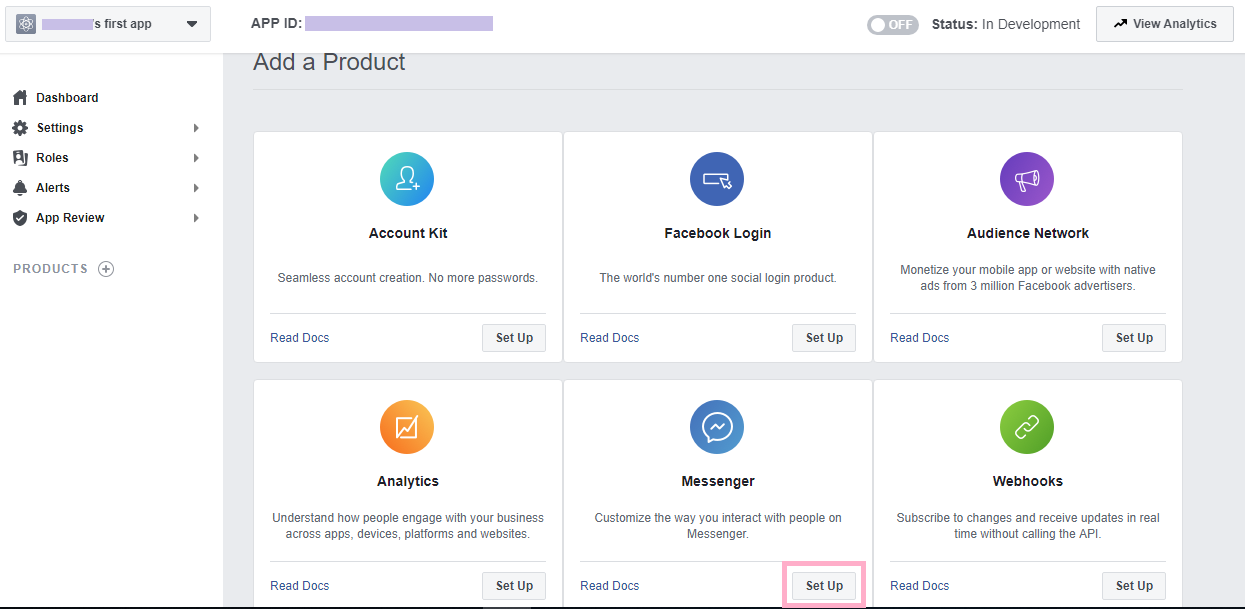 's first app
APP ID:
OFF
Status: In Development
View Analytics
Dashboard
Settings
Roles
Alerts
App Review
PRODUCTS
Add a Product
Account Kit
Seamless account creation. No more passwords.
Read Docs
Set Up
Facebook Login
The world's number one social login product.
Read Docs
Set Up
Audience Network
Monetize your mobile app or website with native
ads from 3 million Facebook advertisers.
Read Docs
Set Up
Analytics
Understand how people engage with your business
across apps, devices, platforms and websites.
Read Docs
Set Up
Messenger
Customize the way you interact with people on
Messenger.
Read Docs
Set Up
Webhooks
Subscribe to changes and receive updates in real
time without calling the API.
Read Docs
Set Up